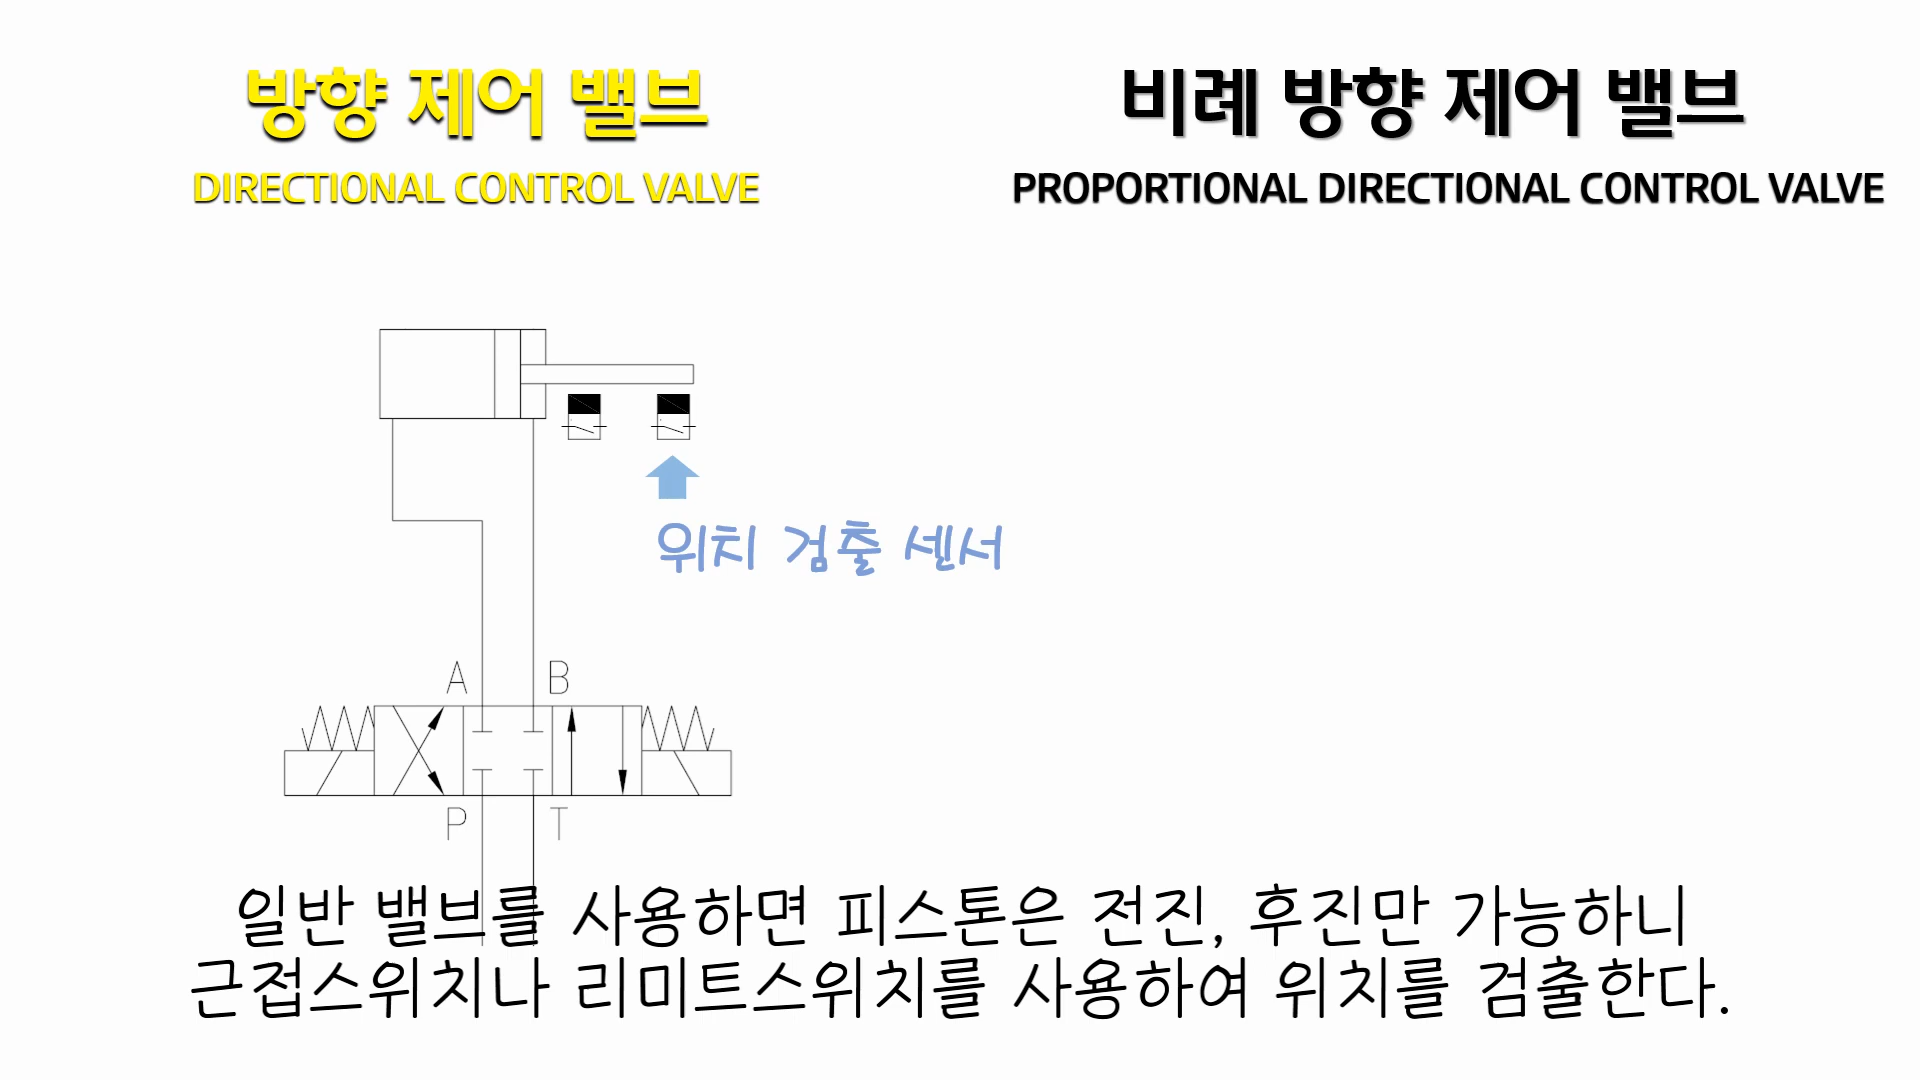 방향 제어 밸브
DIRECTIONAL CONTROL VALVE
비례 방향 제어 밸브
PROPORTIONAL DIRECTIONAL CONTROL VALVE
위치 검출 센서
A
B
P
T
일반 밸브를 사용하면 피스톤은 전진, 후진만 가능하니
근접스위치나 리미트스위치를 사용하여 위치를 검출한다.